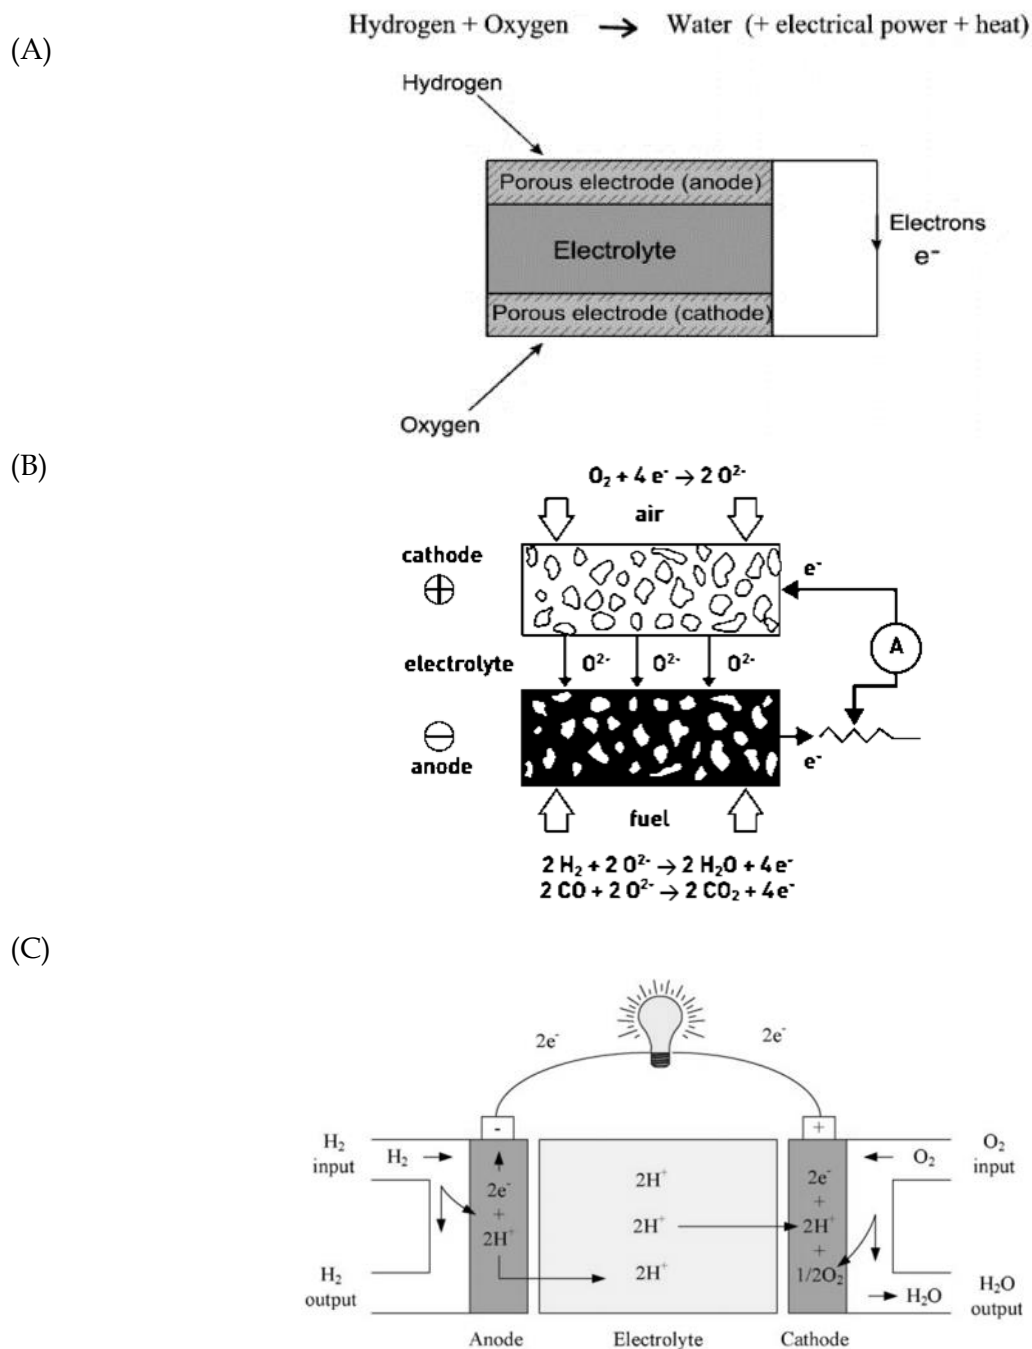 Hydrogen + Oxygen → Water (+ electrical power + heat)
(A)
Hydrogen
Porous electrode (anode)
Electrolyte
Electrons
e⁻
Porous electrode (cathode)
Oxygen
(B)
O₂ + 4 e⁻ → 2 O²⁻
air
cathode
+
e⁻
A
electrolyte
O²⁻ O²⁻ O²⁻
−
anode
e⁻
fuel
2 H₂ + 2 O²⁻ → 2 H₂O + 4 e⁻
2 CO + 2 O²⁻ → 2 CO₂ + 4 e⁻
(C)
2e⁻ 2e⁻
- +
H₂ input
H₂
2e⁻
+
2H⁺
2H⁺
2H⁺
2H⁺
2e⁻
+
2H⁺
+
1/2O₂
O₂
O₂ input
H₂ output
H₂O
H₂O output
Anode Electrolyte Cathode